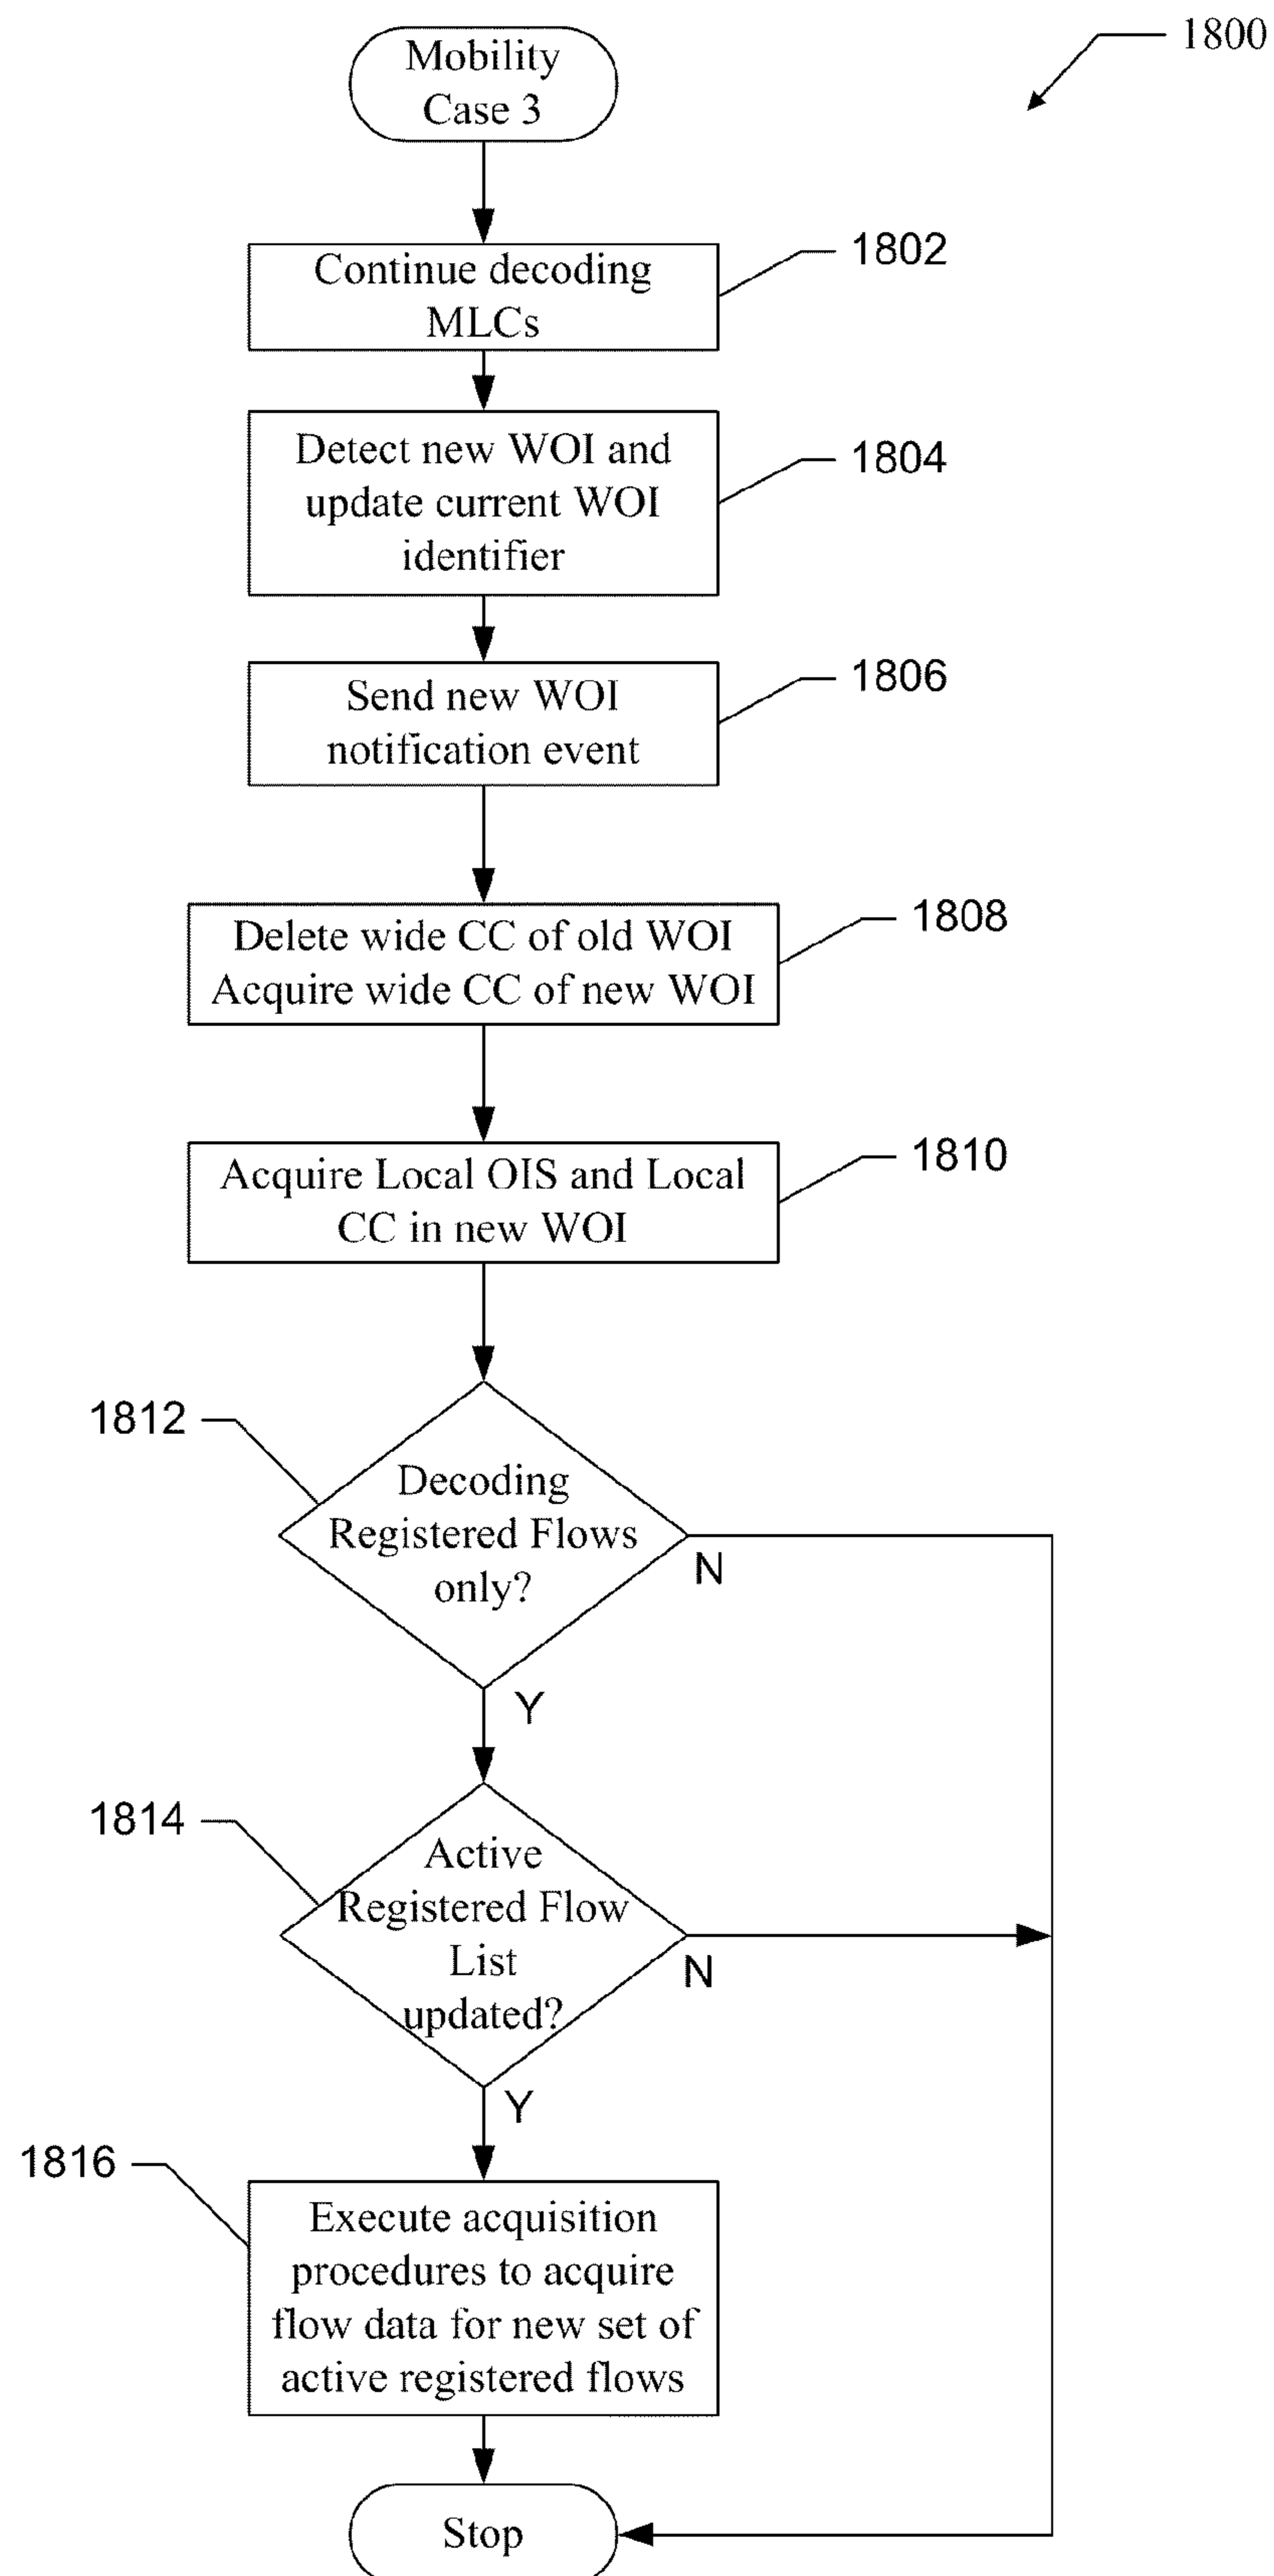 Mobility
Case 3
1800
Continue decoding
MLCs
1802
Detect new WOI and
update current WOI
identifier
1804
Send new WOI
notification event
1806
Delete wide CC of old WOI
Acquire wide CC of new WOI
1808
Acquire Local OIS and Local
CC in new WOI
1810
1812
Decoding
Registered Flows
only?
N
Y
1814
Active
Registered Flow
List
updated?
N
Y
1816
Execute acquisition
procedures to acquire
flow data for new set of
active registered flows
Stop